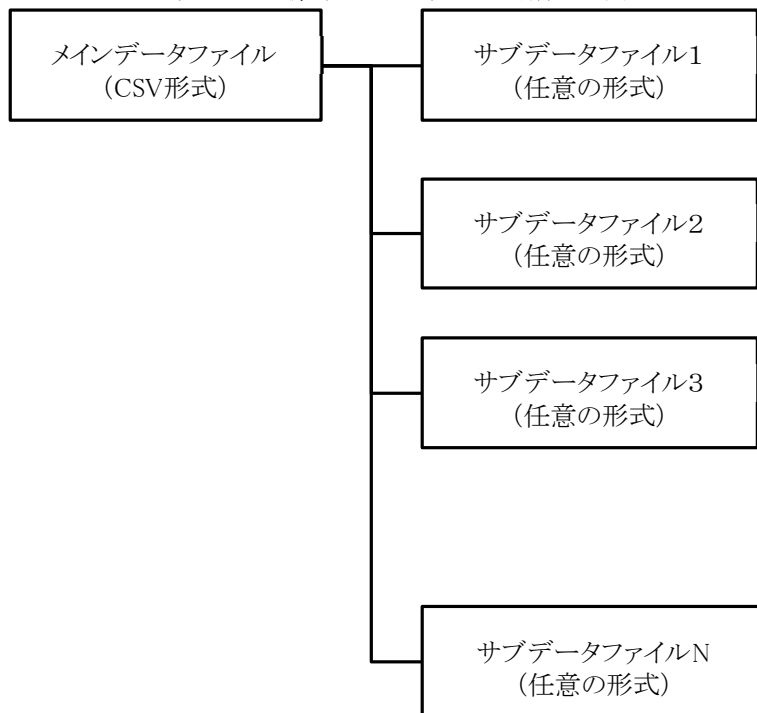 メインデータファイル
(CSV形式)
サブデータファイル1
(任意の形式)
サブデータファイル2
(任意の形式)
サブデータファイル3
(任意の形式)
サブデータファイルN
(任意の形式)